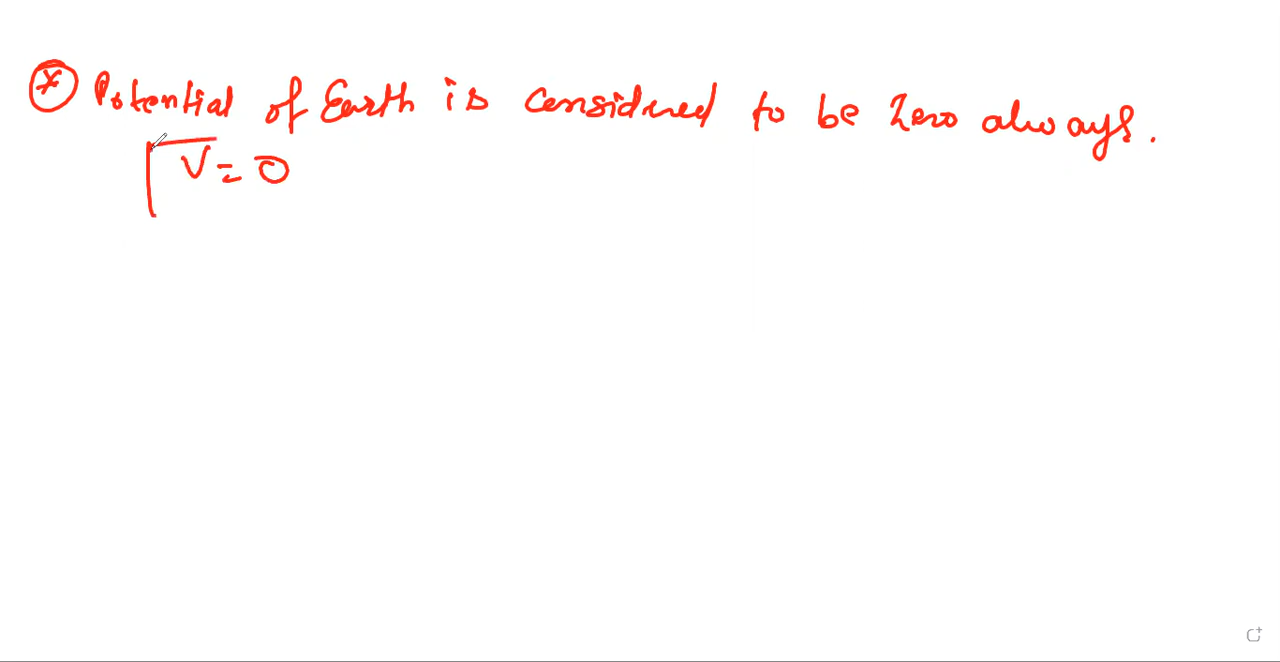 * Potential of Earth is considered to be Zero always.
V = 0